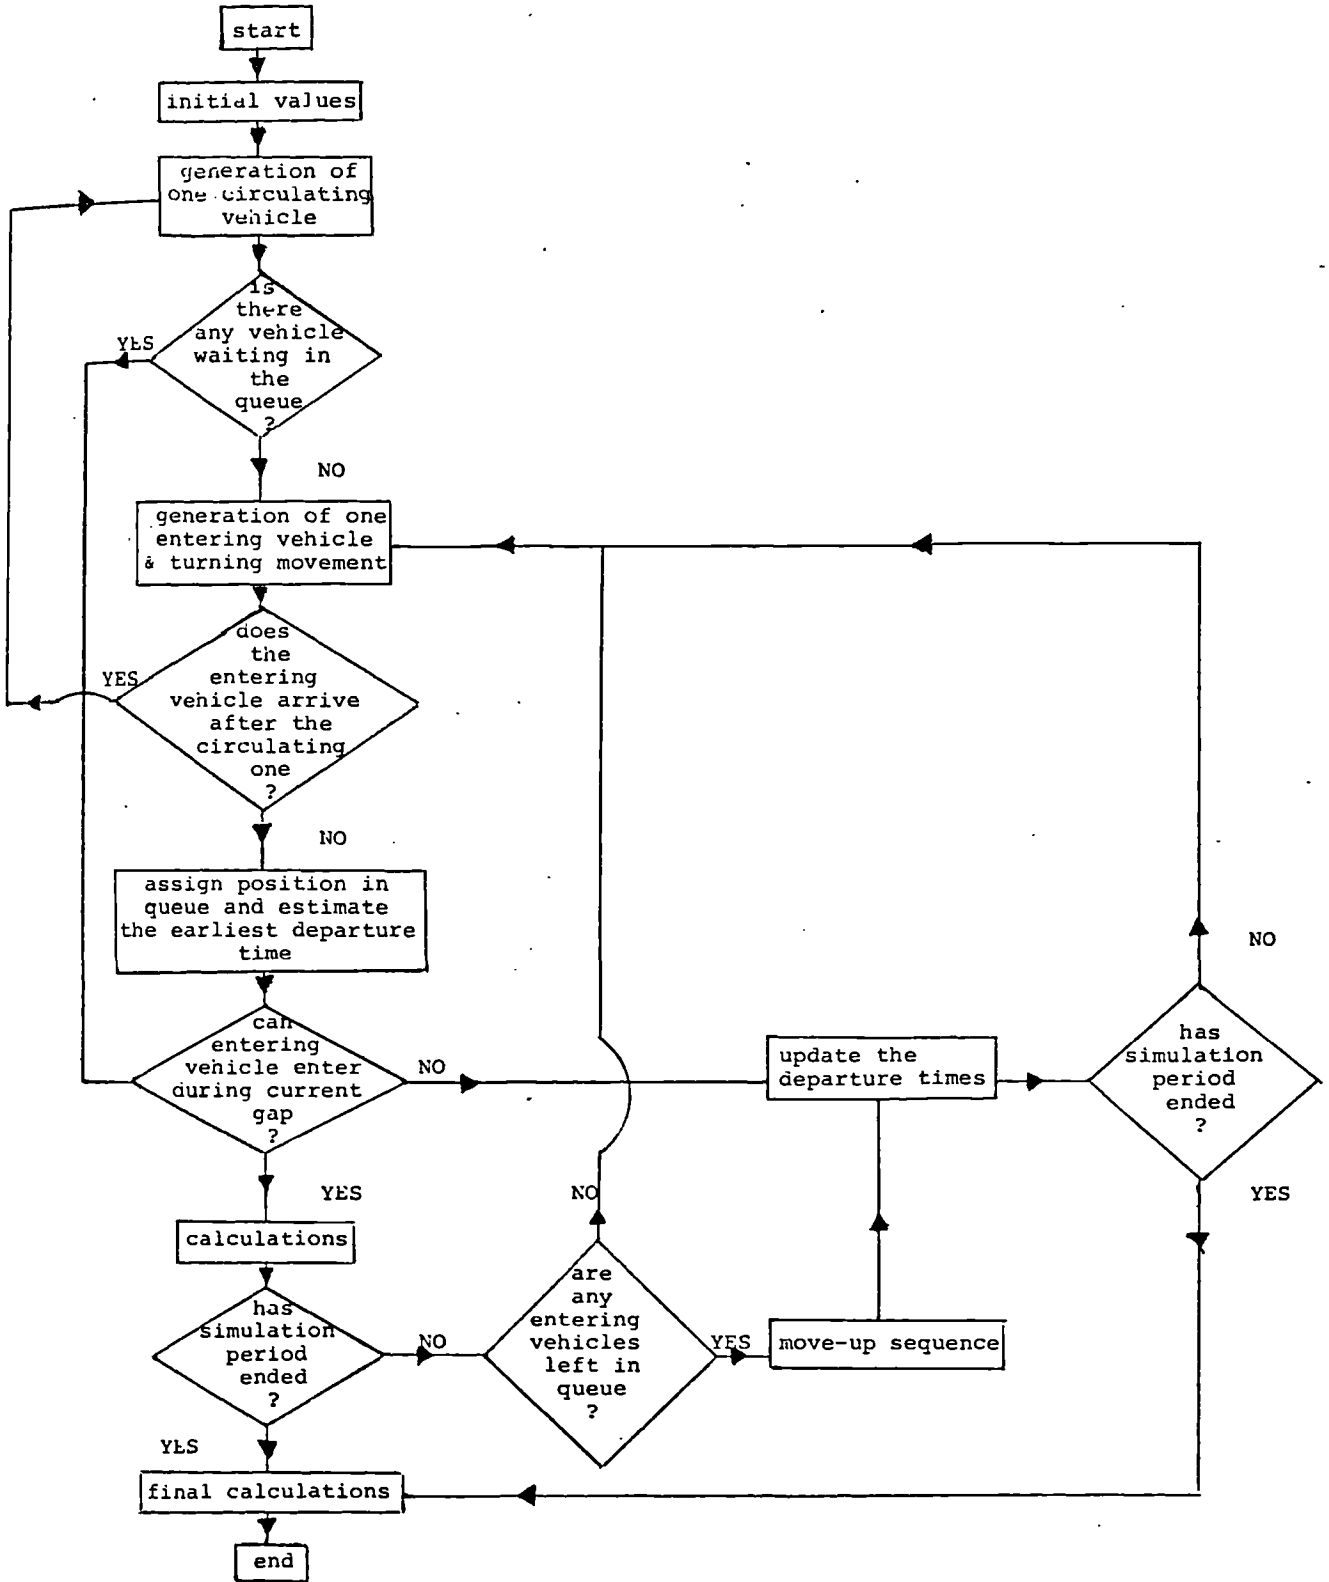 start
initial values
generation of
one circulating
vehicle
is
there
any vehicle
waiting in
the
queue
?
YES
NO
generation of one
entering vehicle
& turning movement
does
the
entering
vehicle arrive
after the
circulating
one
?
YES
NO
assign position in
queue and estimate
the earliest departure
time
can
entering
vehicle enter
during current
gap
?
NO
update the
departure times
has
simulation
period
ended
?
NO
YES
YES
calculations
has
simulation
period
ended
?
NO
are
any
entering
vehicles
left in
queue
?
NO
YES
move-up sequence
YES
final calculations
end